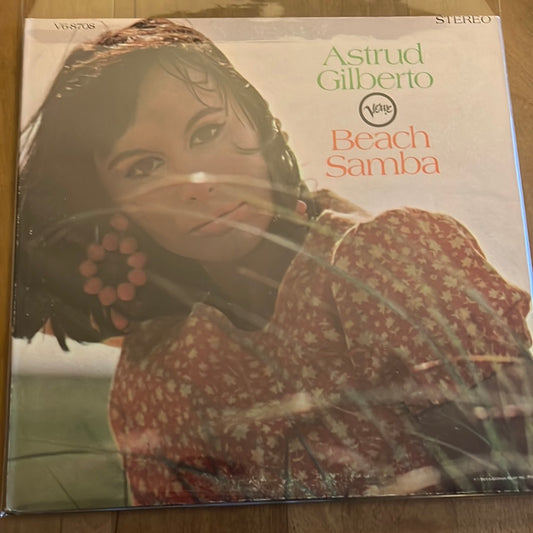 V6-8708
STEREO
Astrud
Gilberto
Verve
Beach
Samba